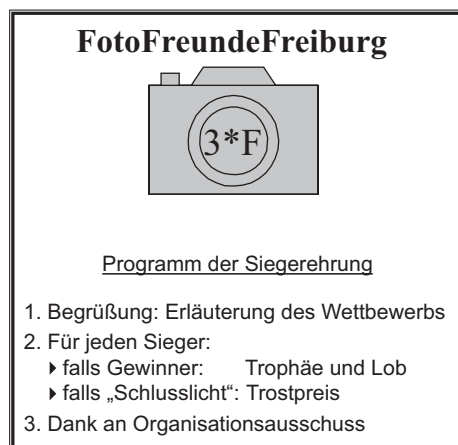 FotoFreundeFreiburg
3*F
Programm der Siegerehrung
1. Begrüßung: Erläuterung des Wettbewerbs
2. Für jeden Sieger:
falls Gewinner: Trophäe und Lob
falls „Schlusslicht“: Trostpreis
3. Dank an Organisationsausschuss